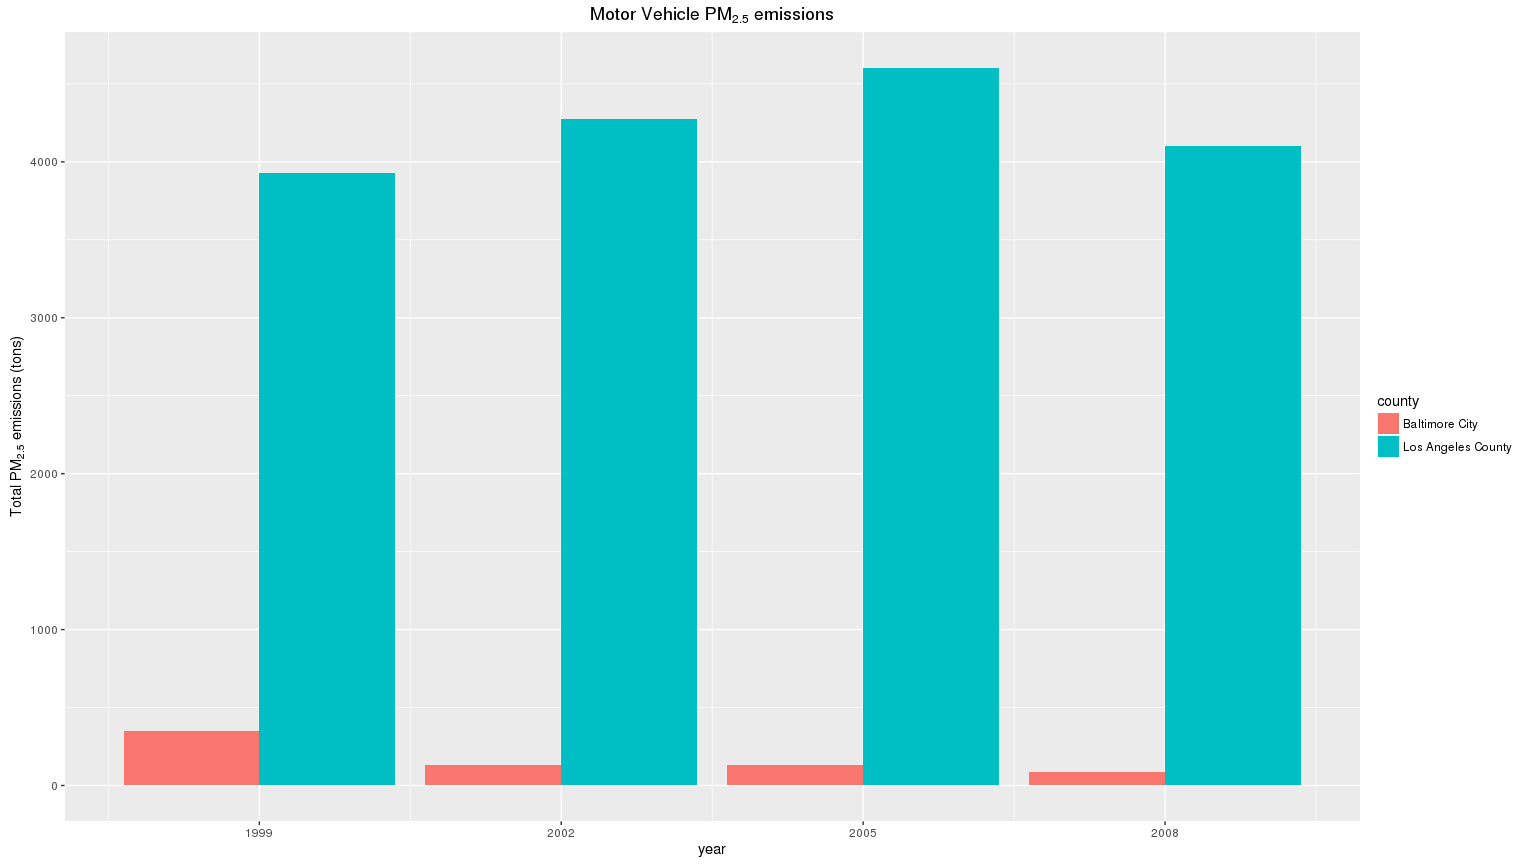 Motor Vehicle PM2.5 emissions
Total PM2.5 emissions (tons)
4000
3000
2000
1000
0
1999
2002
2005
2008
year
county
Baltimore City
Los Angeles County